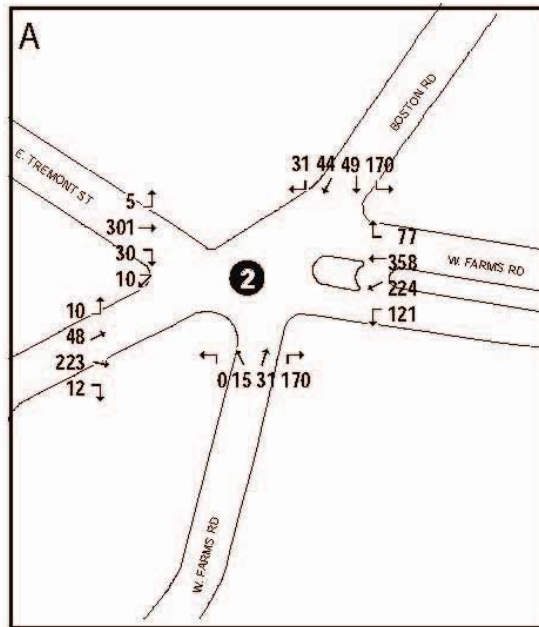 A
BOSTON RD
E. TREMONT ST
31 44 49 170
5
301
30
10
77
358
224
121
W. FARMS RD
2
10
48
223
12
0 15 31 170
W. FARMS RD